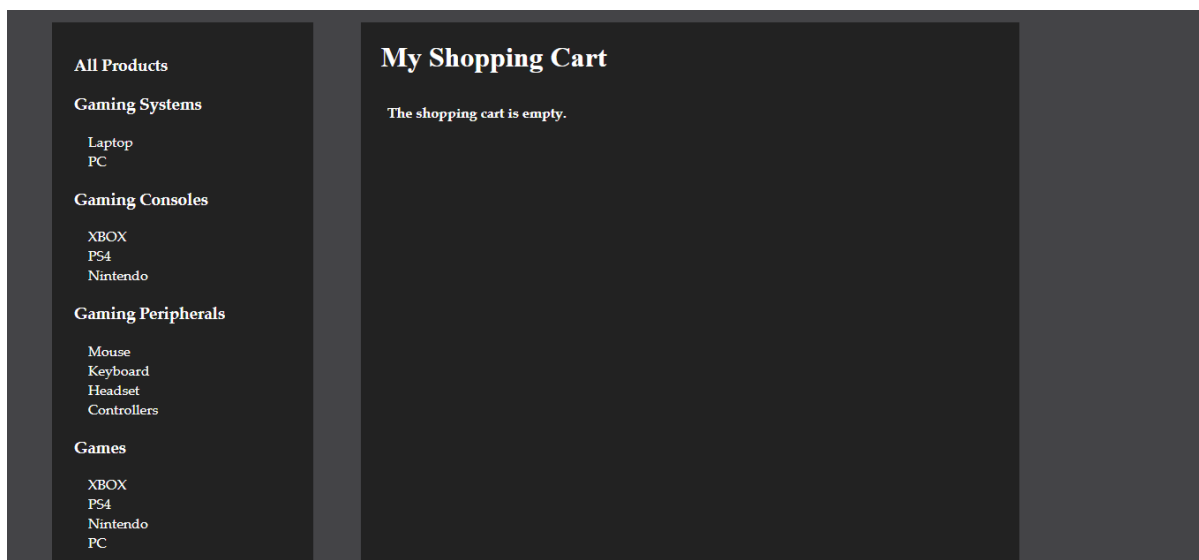 All Products
Gaming Systems
Laptop
PC
Gaming Consoles
XBOX
PS4
Nintendo
Gaming Peripherals
Mouse
Keyboard
Headset
Controllers
Games
XBOX
PS4
Nintendo
PC
My Shopping Cart
The shopping cart is empty.